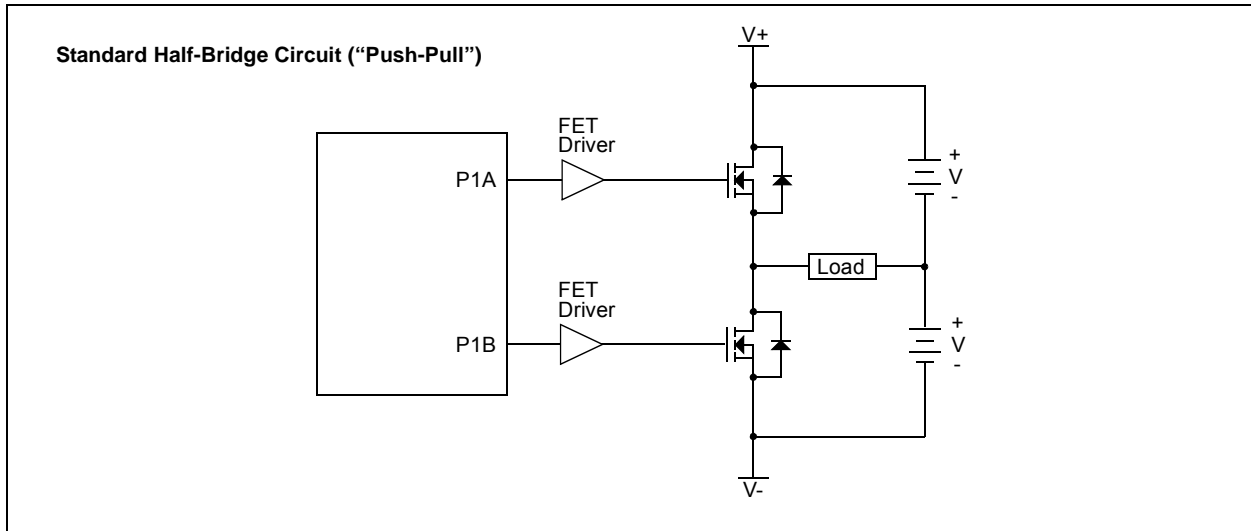 V+
Standard Half-Bridge Circuit (“Push-Pull”)
FET
Driver
P1A
+
V
-
Load
FET
Driver
P1B
+
V
-
V-